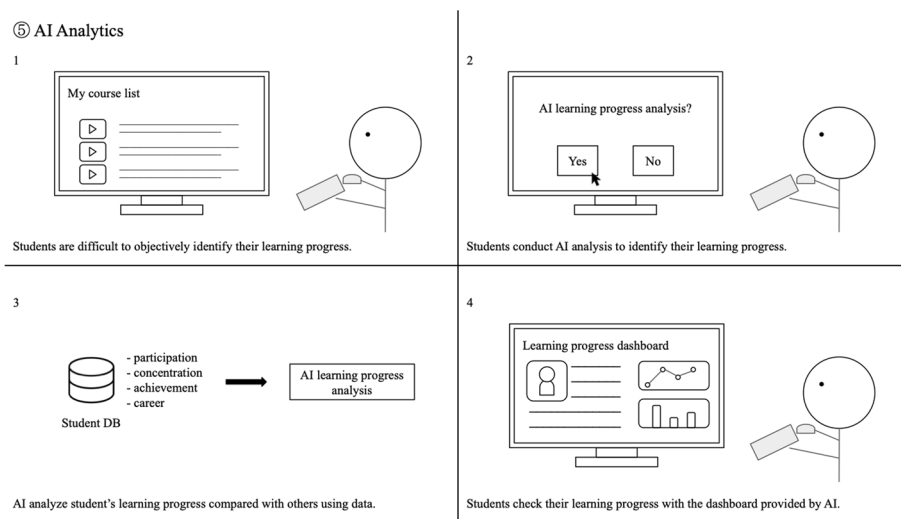 ⑤ AI Analytics
1
My course list
Students are difficult to objectively identify their learning progress.
2
AI learning progress analysis?
Yes
No
Students conduct AI analysis to identify their learning progress.
3
- participation
- concentration
- achievement
- career
Student DB
AI learning progress
analysis
AI analyze student's learning progress compared with others using data.
4
Learning progress dashboard
Students check their learning progress with the dashboard provided by AI.